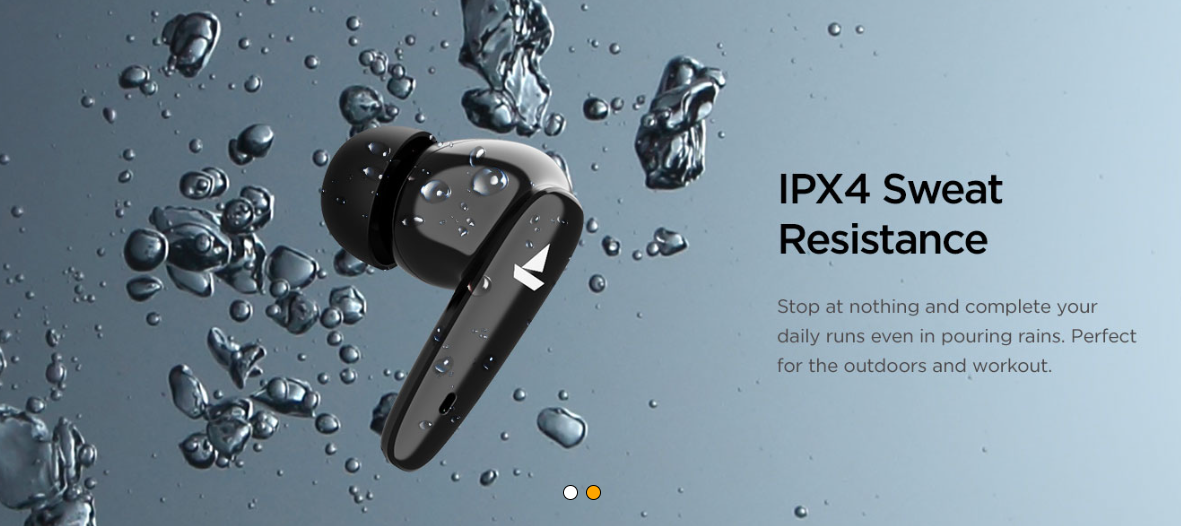 IPX4 Sweat
Resistance
Stop at nothing and complete your
daily runs even in pouring rains. Perfect
for the outdoors and workout.